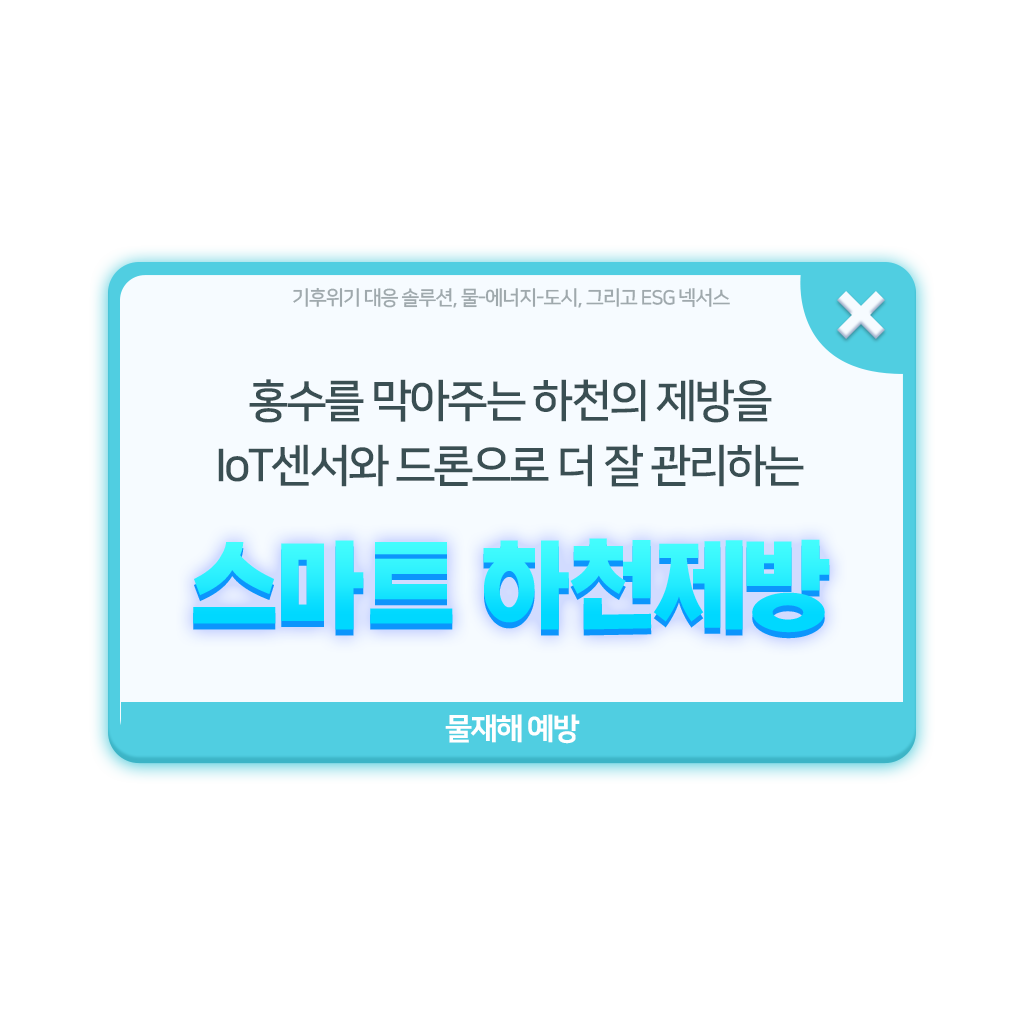 기후위기 대응 솔루션, 물-에너지-도시, 그리고 ESG 넥서스
홍수를 막아주는 하천의 제방을
IoT센서와 드론으로 더 잘 관리하는
스마트 하천제방
물재해 예방